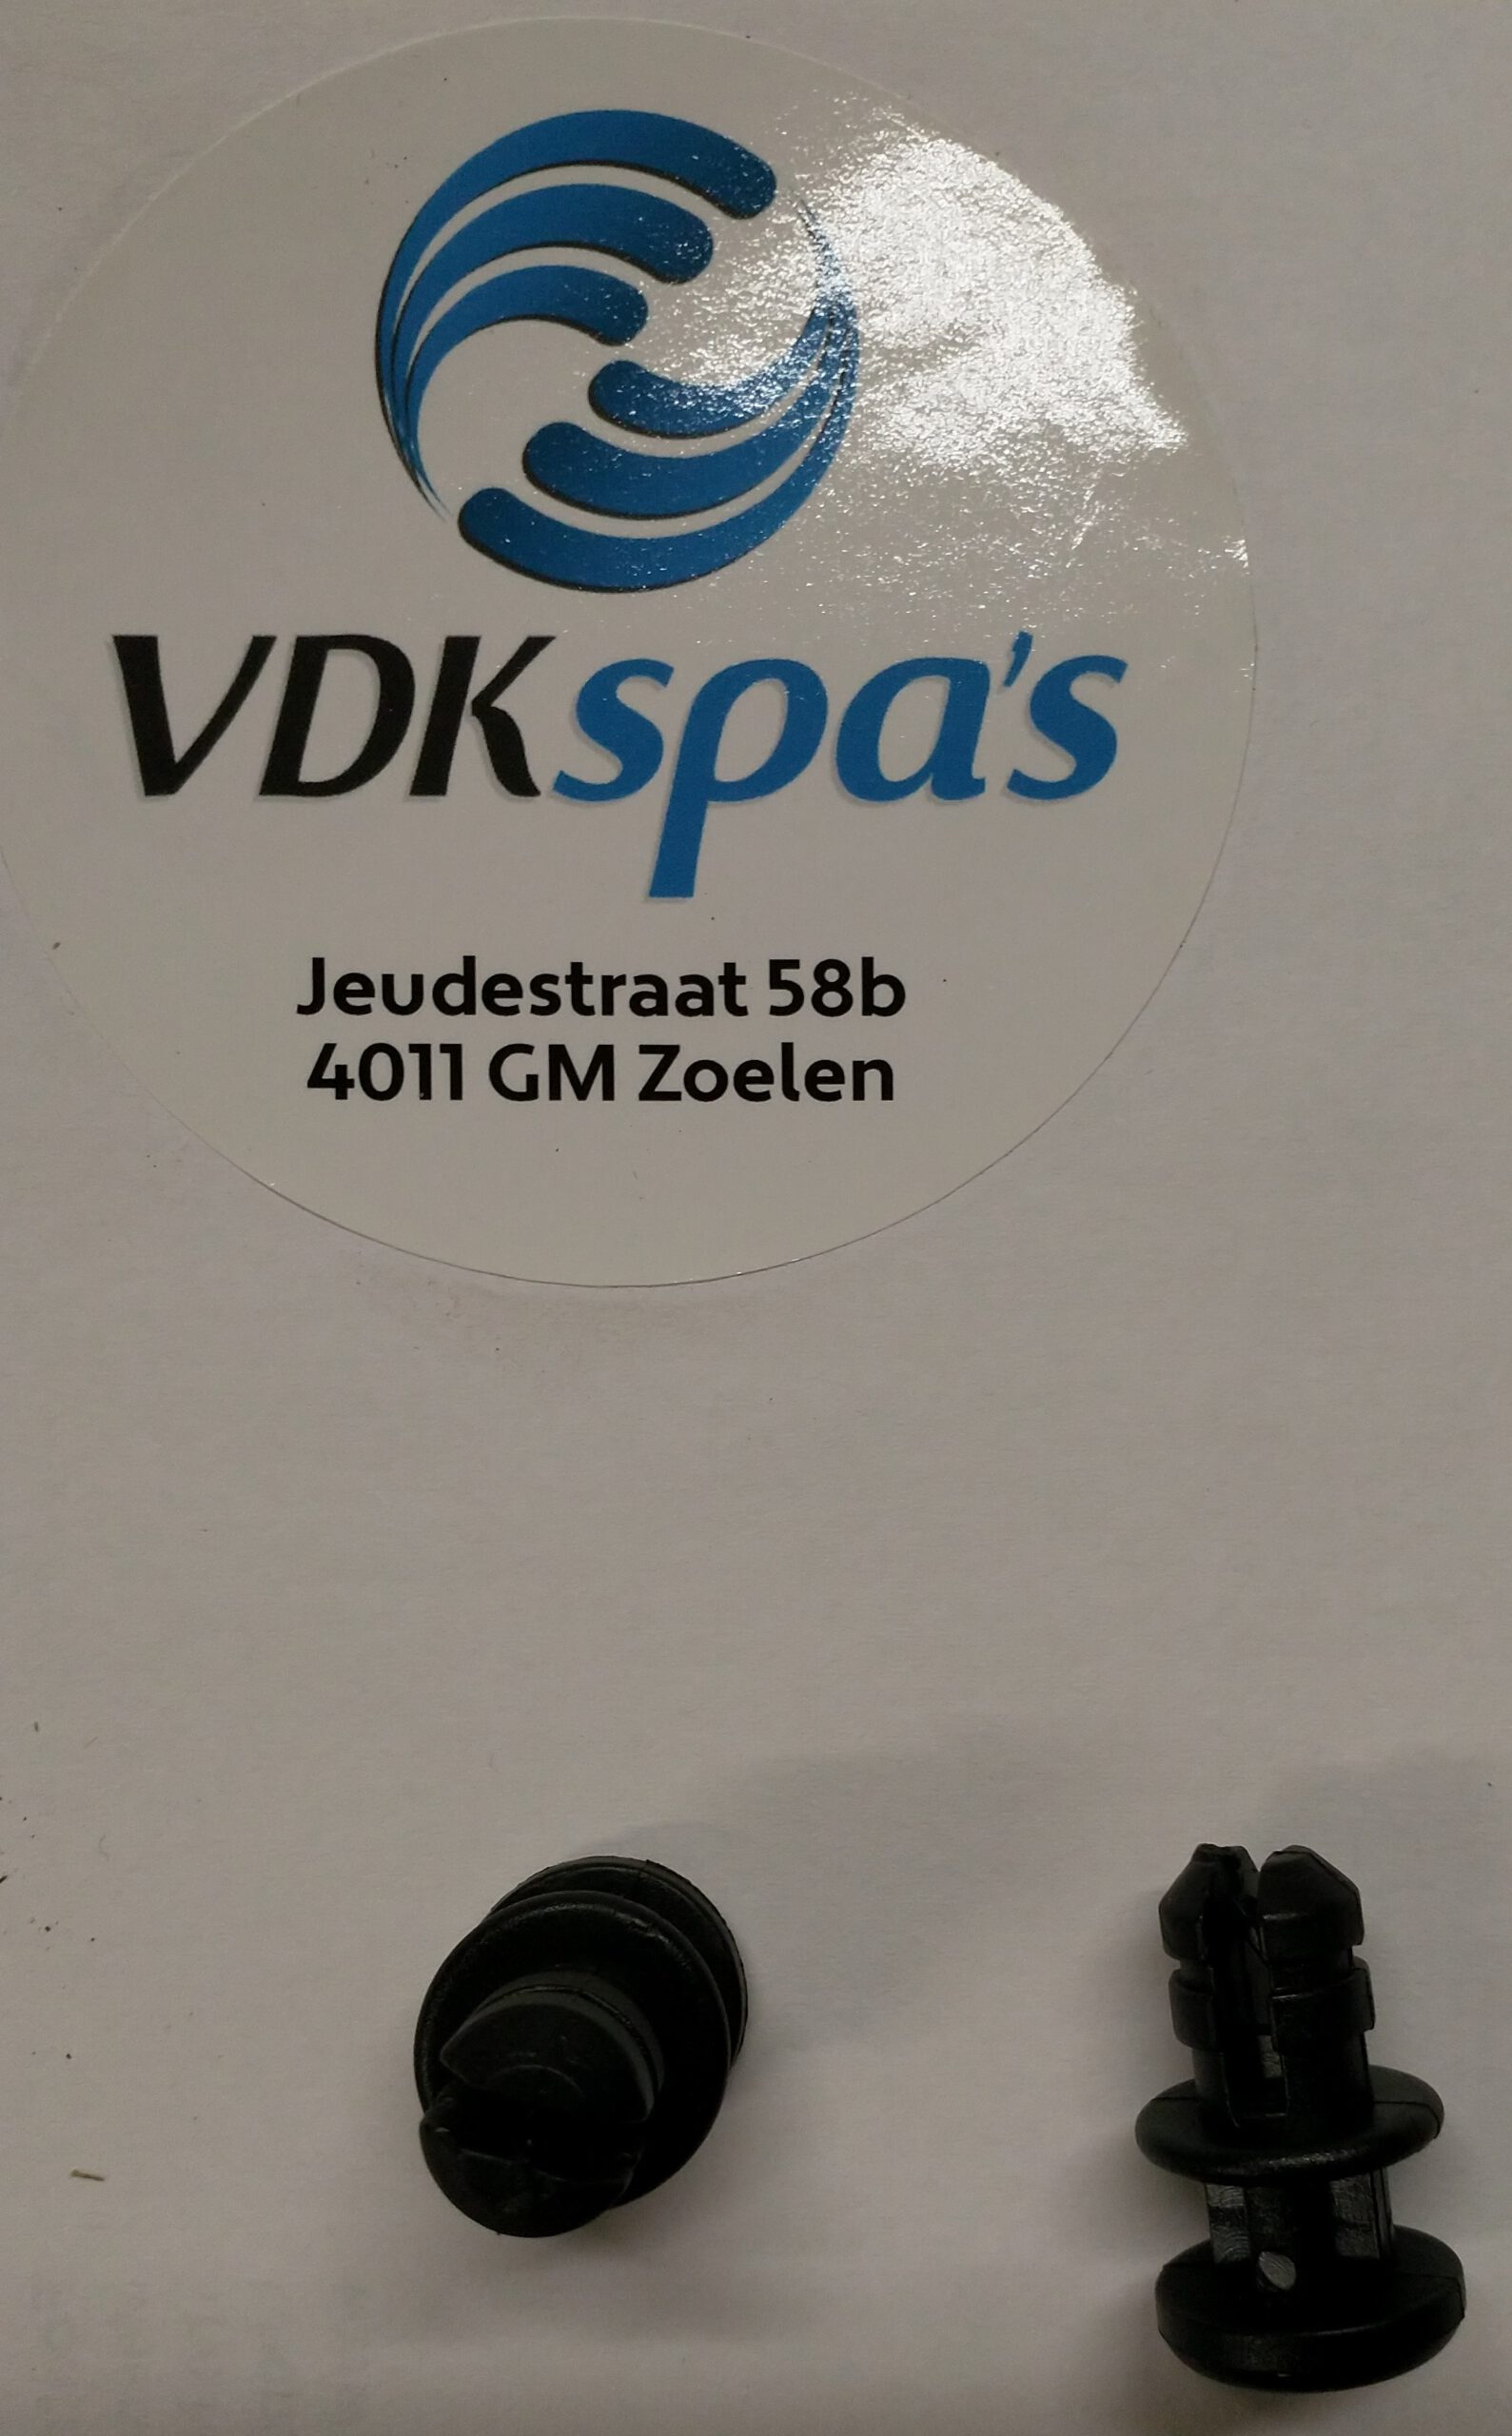 VDKspa's
Jeudestraat 58b
4011 GM Zoelen